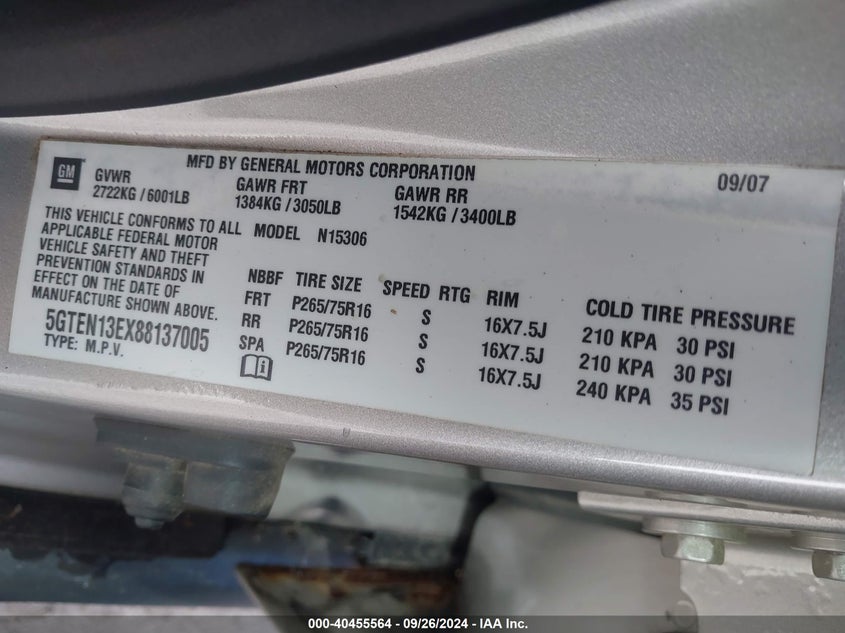 GM
MFD BY GENERAL MOTORS CORPORATION 09/07
GVWR GAWR FRT GAWR RR
2722KG / 6001LB 1384KG / 3050LB 1542KG / 3400LB
THIS VEHICLE CONFORMS TO ALL MODEL N15306
APPLICABLE FEDERAL MOTOR
VEHICLE SAFETY AND THEFT
PREVENTION STANDARDS IN
EFFECT ON THE DATE OF
MANUFACTURE SHOWN ABOVE.
5GTEN13EX88137005
TYPE: M.P.V.
NBBF TIRE SIZE SPEED RTG RIM COLD TIRE PRESSURE
FRT P265/75R16 S 16X7.5J 210 KPA 30 PSI
RR P265/75R16 S 16X7.5J 210 KPA 30 PSI
SPA P265/75R16 S 16X7.5J 240 KPA 35 PSI
000-40455564 - 09/26/2024 - IAA Inc.